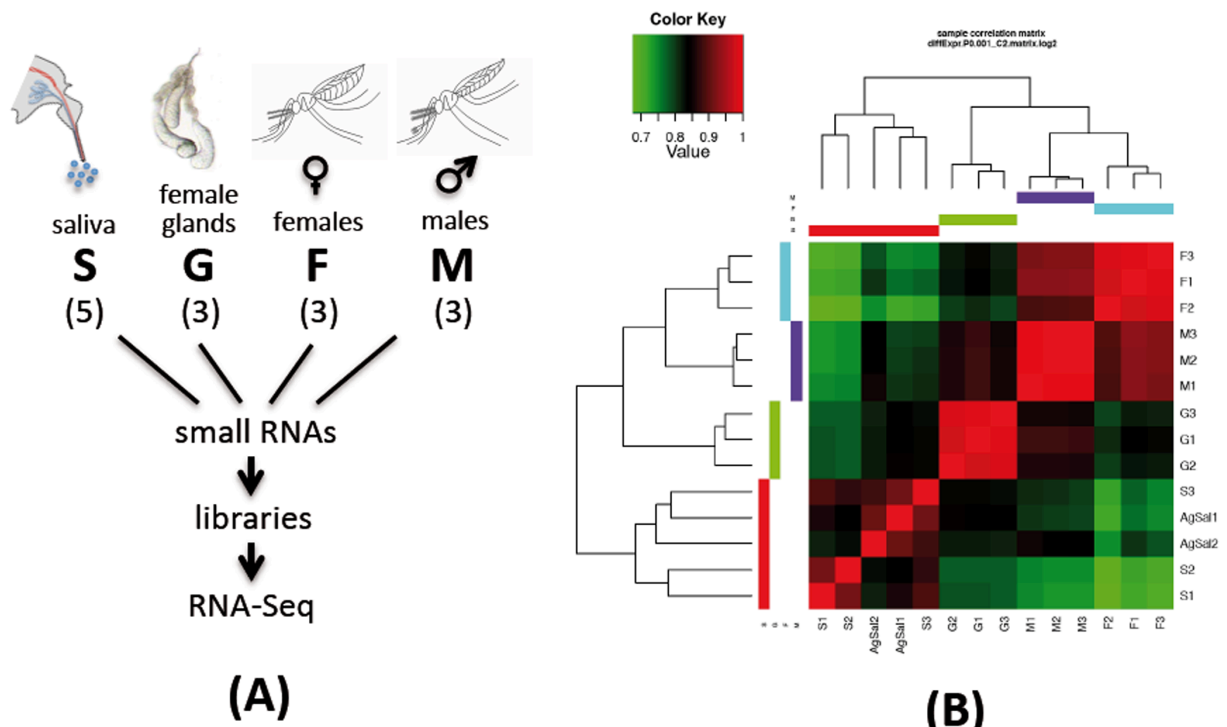 saliva
female
glands
females
males
S
G
F
M
(5)
(3)
(3)
(3)
small RNAs
libraries
RNA-Seq
(A)
Color Key
0.7 0.8 0.9 1
Value
sample correlation matrix
diffExpr.P0.001_C2.matrix.log2
M
F
G
S
F3
F1
F2
M3
M2
M1
G3
G1
G2
S3
AgSal1
AgSal2
S2
S1
S G F M
S1 S2 AgSal2 AgSal1 S3 G2 G1 G3 M1 M2 M3 F2 F1 F3
(B)